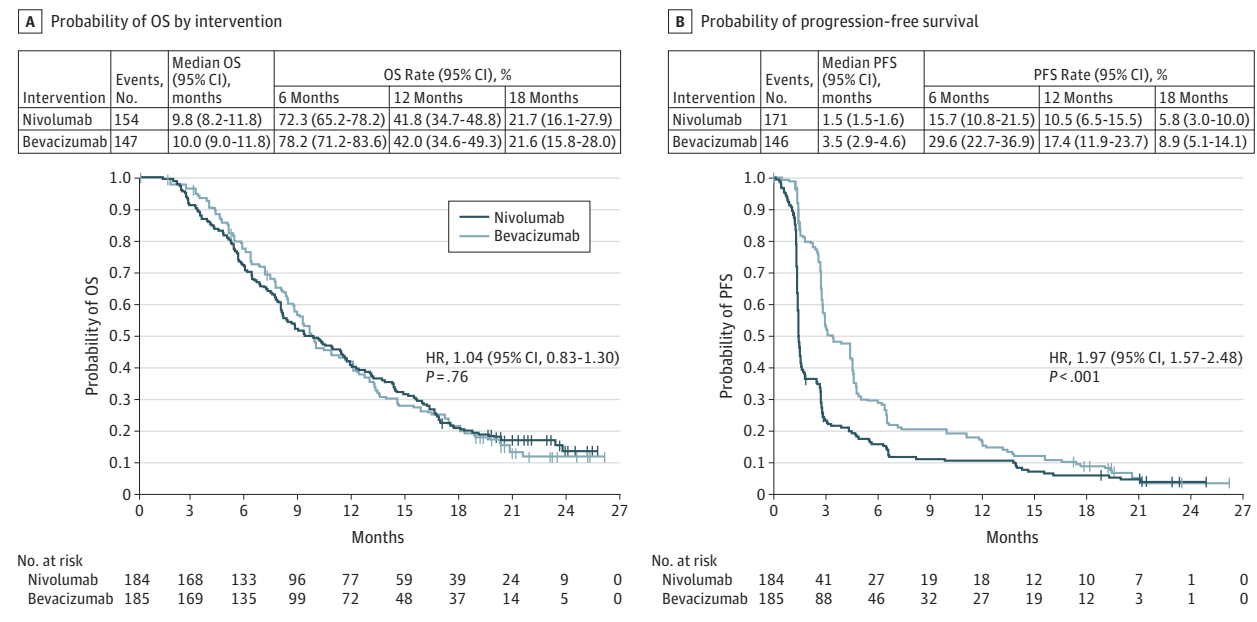 A Probability of OS by intervention
Intervention Events, No. Median OS (95% CI), months OS Rate (95% CI), %
6 Months 12 Months 18 Months
Nivolumab 154 9.8 (8.2-11.8) 72.3 (65.2-78.2) 41.8 (34.7-48.8) 21.7 (16.1-27.9)
Bevacizumab 147 10.0 (9.0-11.8) 78.2 (71.2-83.6) 42.0 (34.6-49.3) 21.6 (15.8-28.0)
Probability of OS
1.0
0.9
0.8
0.7
0.6
0.5
0.4
0.3
0.2
0.1
0
Nivolumab
Bevacizumab
HR, 1.04 (95% CI, 0.83-1.30)
P = .76
0 3 6 9 12 15 18 21 24 27
Months
No. at risk
Nivolumab 184 168 133 96 77 59 39 24 9 0
Bevacizumab 185 169 135 99 72 48 37 14 5 0
B Probability of progression-free survival
Intervention Events, No. Median PFS (95% CI), months PFS Rate (95% CI), %
6 Months 12 Months 18 Months
Nivolumab 171 1.5 (1.5-1.6) 15.7 (10.8-21.5) 10.5 (6.5-15.5) 5.8 (3.0-10.0)
Bevacizumab 146 3.5 (2.9-4.6) 29.6 (22.7-36.9) 17.4 (11.9-23.7) 8.9 (5.1-14.1)
Probability of PFS
1.0
0.9
0.8
0.7
0.6
0.5
0.4
0.3
0.2
0.1
0
HR, 1.97 (95% CI, 1.57-2.48)
P < .001
0 3 6 9 12 15 18 21 24 27
Months
No. at risk
Nivolumab 184 41 27 19 18 12 10 7 1 0
Bevacizumab 185 88 46 32 27 19 12 3 1 0